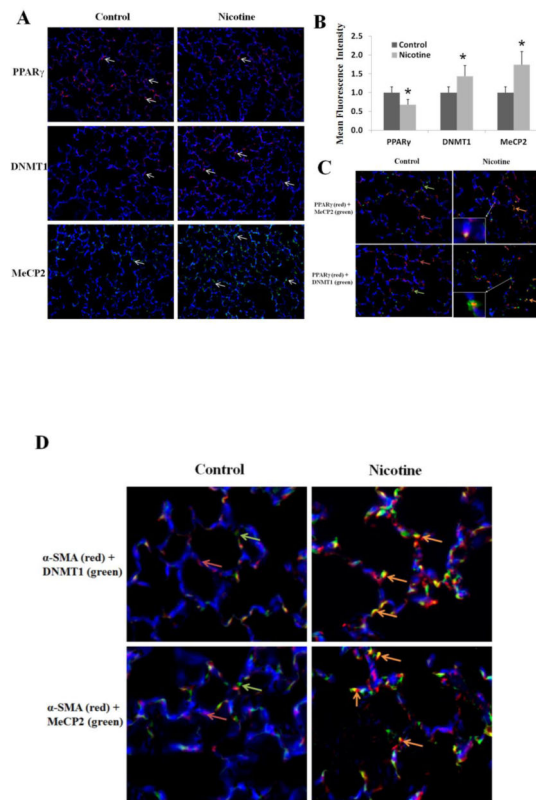 A
Control Nicotine
PPARγ
DNMT1
MeCP2
B
Mean Fluorescence Intensity
2.5
2.0
1.5
1.0
0.5
0.0
Control
Nicotine
*
*
*
PPARγ DNMT1 MeCP2
C
Control Nicotine
PPARγ (red) +
MeCP2 (green)
PPARγ (red) +
DNMT1 (green)
D
Control Nicotine
α-SMA (red) +
DNMT1 (green)
α-SMA (red) +
MeCP2 (green)